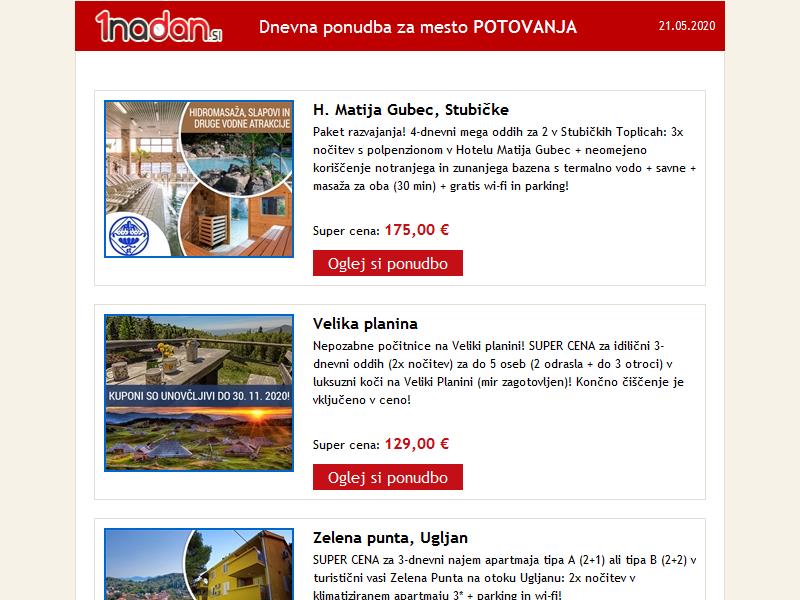 1nadan.si
Dnevna ponudba za mesto POTOVANJA
21.05.2020
HIDROMASAŽA, SLAPOVI IN
DRUGE VODNE ATRAKCIJE
H. Matija Gubec, Stubičke
Paket razvajanja! 4-dnevni mega oddih za 2 v Stubičkih Toplicah: 3x
nočitev s polpenzionom v Hotelu Matija Gubec + neomejeno
koriščenje notranjega in zunanjega bazena s termalno vodo + savne +
masaža za oba (30 min) + gratis wi-fi in parking!
Super cena: 175,00 €
Oglej si ponudbo
KUPONI SO UNOVČLJIVI DO 30. 11. 2020!
Velika planina
Nepozabne počitnice na Veliki planini! SUPER CENA za idilični 3-
dnevni oddih (2x nočitev) za do 5 oseb (2 odrasla + do 3 otroci) v
luksuzni koči na Veliki Planini (mir zagotovljen)! Končno čiščenje je
vključeno v ceno!
Super cena: 129,00 €
Oglej si ponudbo
Zelena punta, Ugljan
SUPER CENA za 3-dnevni najem apartmaja tipa A (2+1) ali tipa B (2+2) v
turistični vasi Zelena Punta na otoku Ugljanu: 2x nočitev v
klimatiziranem apartmaju 3* + parking in wi-fi!